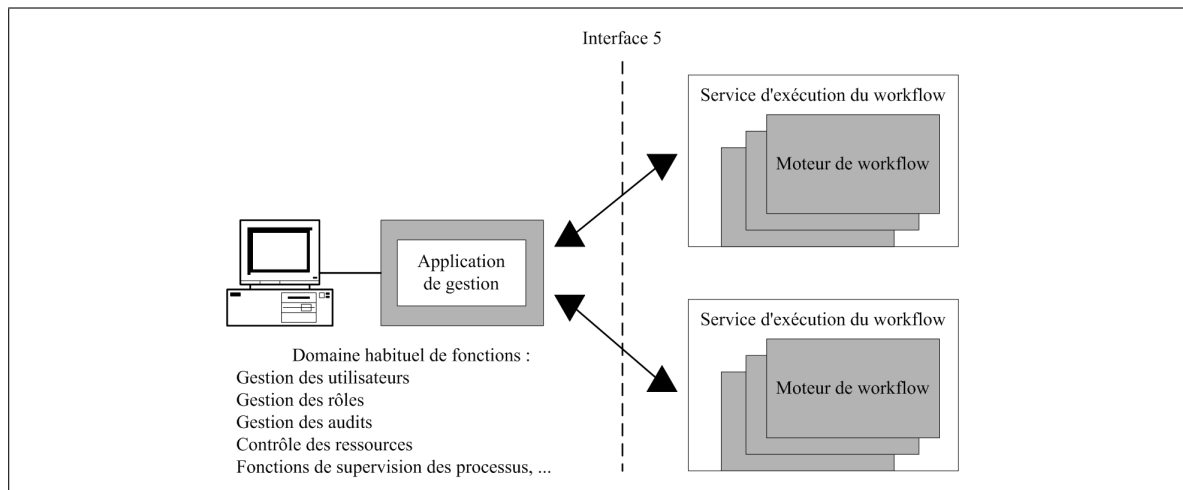 Interface 5
Service d'exécution du workflow
Moteur de workflow
Application
de gestion
Service d'exécution du workflow
Moteur de workflow
Domaine habituel de fonctions :
Gestion des utilisateurs
Gestion des rôles
Gestion des audits
Contrôle des ressources
Fonctions de supervision des processus, ...